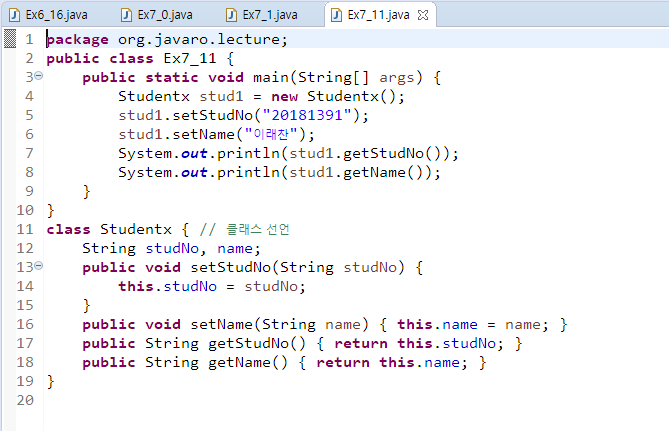 Ex6_16.java Ex7_0.java Ex7_1.java Ex7_11.java
1 package org.javaro.lecture;
2 public class Ex7_11 {
3 public static void main(String[] args) {
4 Studentx stud1 = new Studentx();
5 stud1.setStudNo("20181391");
6 stud1.setName("이래찬");
7 System.out.println(stud1.getStudNo());
8 System.out.println(stud1.getName());
9 }
10 }
11 class Studentx { // 클래스 선언
12 String studNo, name;
13 public void setStudNo(String studNo) {
14 this.studNo = studNo;
15 }
16 public void setName(String name) { this.name = name; }
17 public String getStudNo() { return this.studNo; }
18 public String getName() { return this.name; }
19 }
20